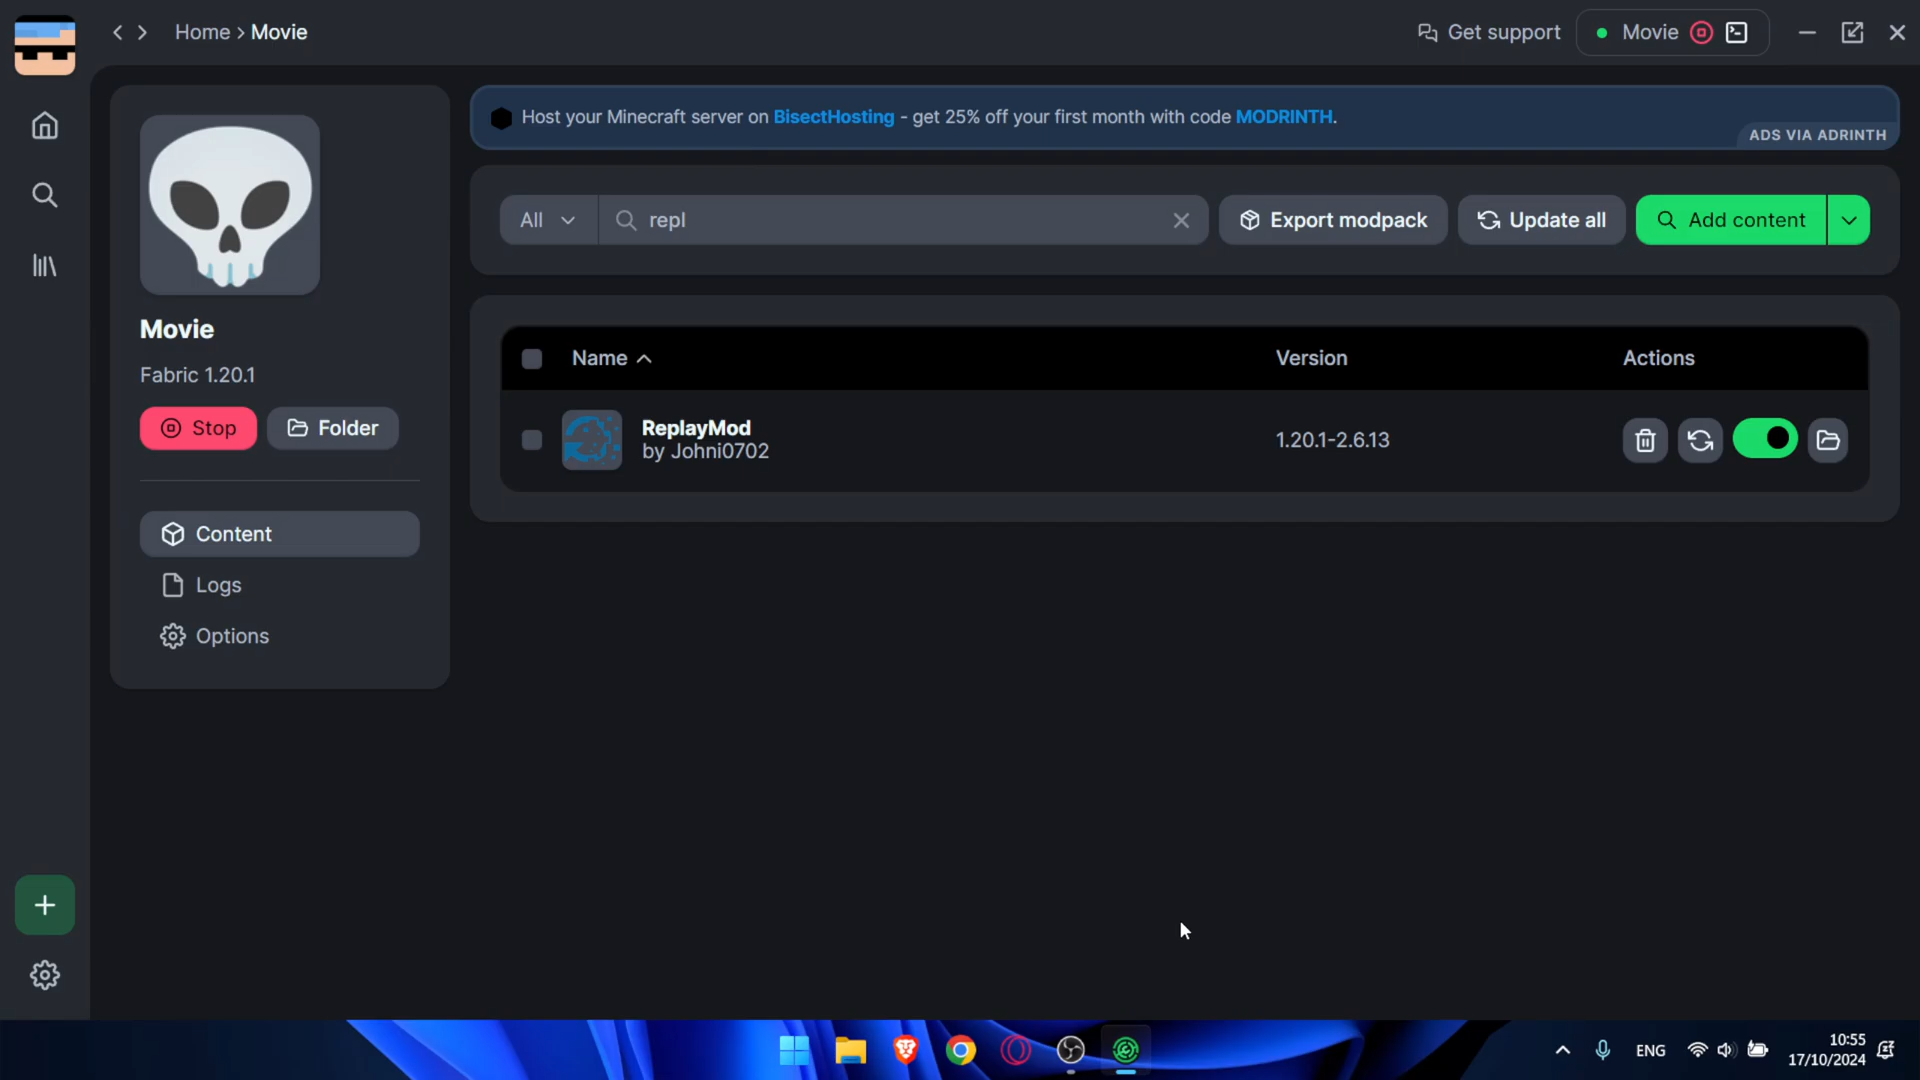 Home › Movie
Get support
Movie
Host your Minecraft server on BisectHosting - get 25% off your first month with code MODRINTH.
ADS VIA ADRINTH
All
repl
Export modpack
Update all
Add content
Movie
Fabric 1.20.1
Stop
Folder
Content
Logs
Options
Name
Version
Actions
ReplayMod
by Johni0702
1.20.1-2.6.13
ENG
10:55
17/10/2024